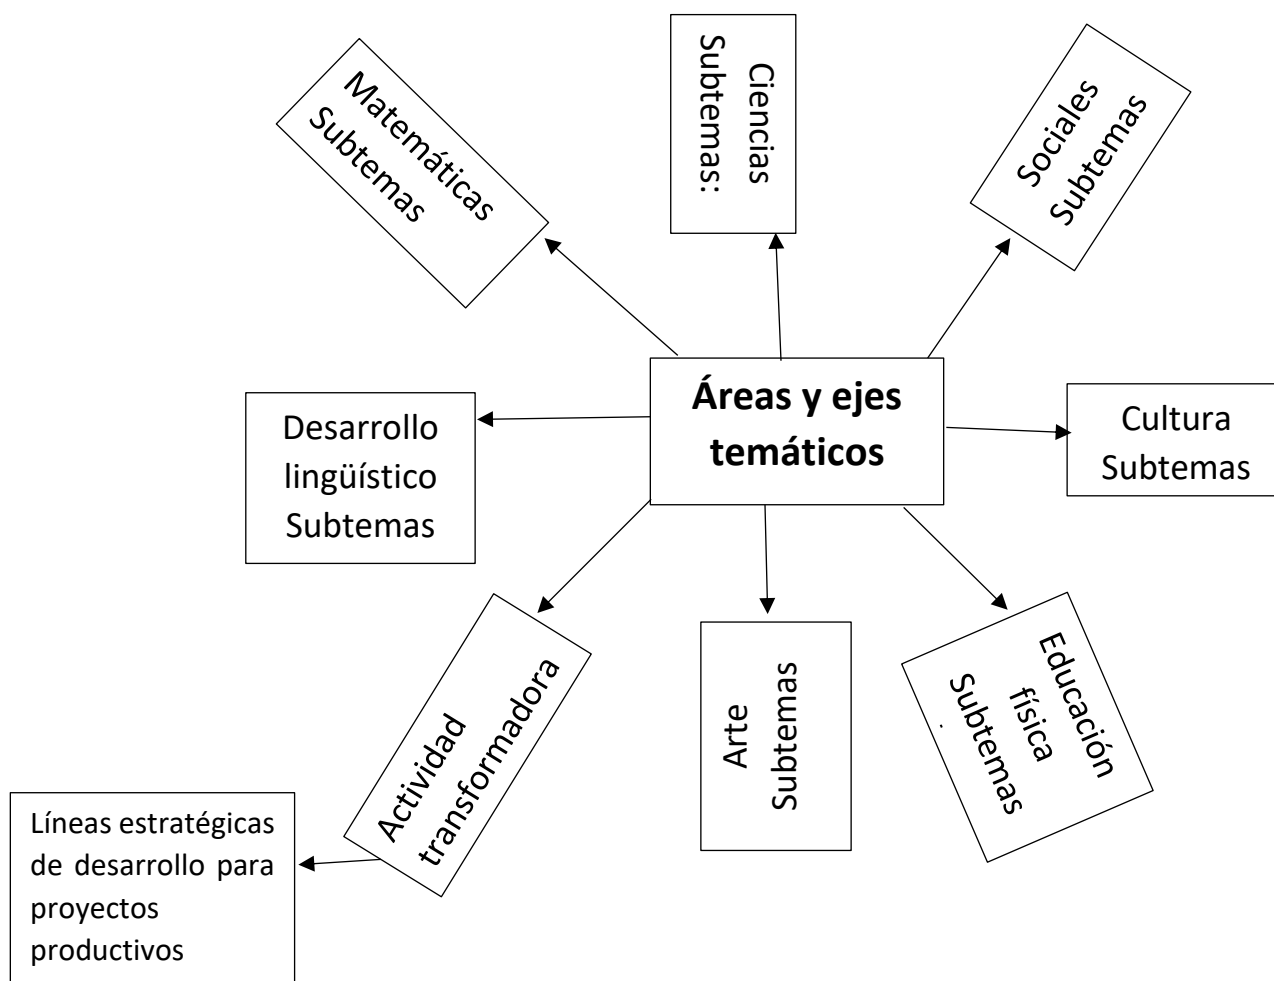 Matemáticas
Subtemas
Ciencias
Subtemas:
Sociales
Subtemas
Áreas y ejes
temáticos
Desarrollo
lingüístico
Subtemas
Cultura
Subtemas
Actividad
transformadora
Arte
Subtemas
Educación
física
Subtemas
.
Líneas estratégicas
de desarrollo para
proyectos
productivos